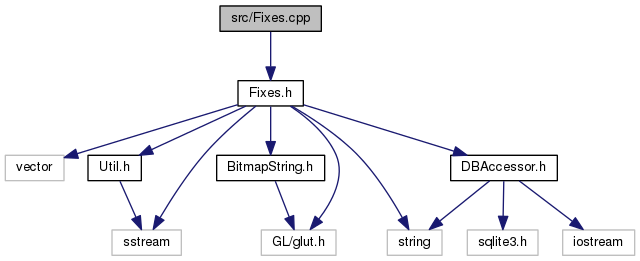 src/Fixes.cpp
Fixes.h
vector
Util.h
BitmapString.h
DBAccessor.h
sstream
GL/glut.h
string
sqlite3.h
iostream